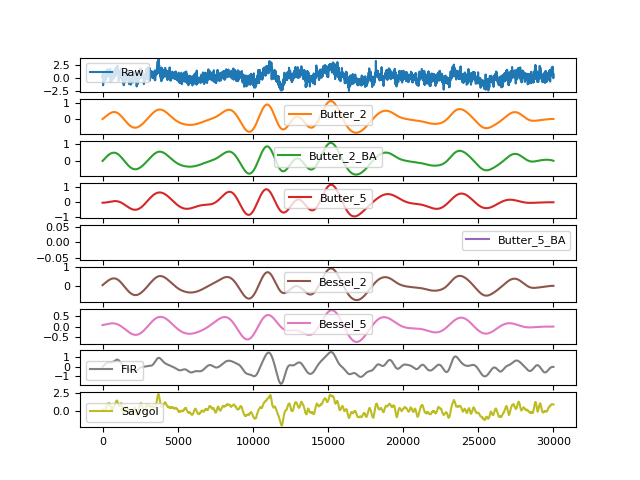 2.5
0.0
−2.5
Raw
1
0
Butter_2
1
0
Butter_2_BA
1
0
−1
Butter_5
0.05
0.00
−0.05
Butter_5_BA
1
0
Bessel_2
0.5
0.0
−0.5
Bessel_5
1
0
−1
FIR
2.5
0.0
Savgol
0 5000 10000 15000 20000 25000 30000